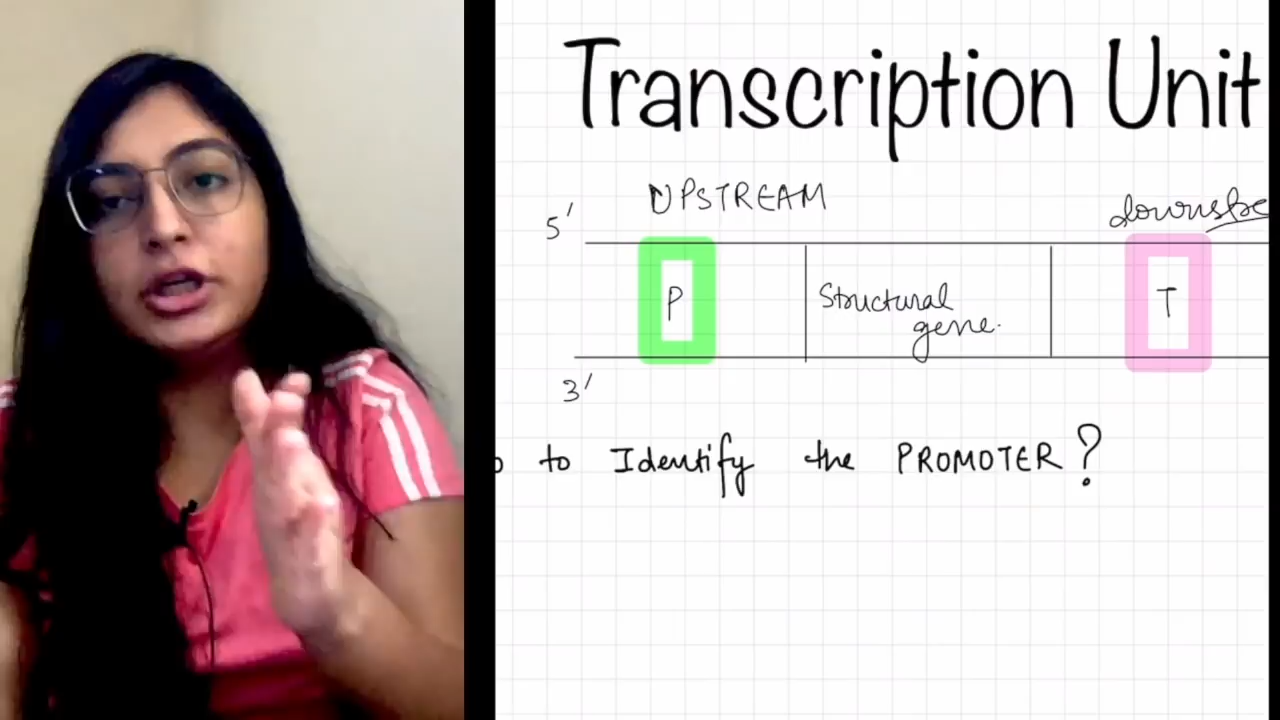 Transcription Unit
UPSTREAM
5'
P
Structural
gene.
T
3'
to Identify the PROMOTER?